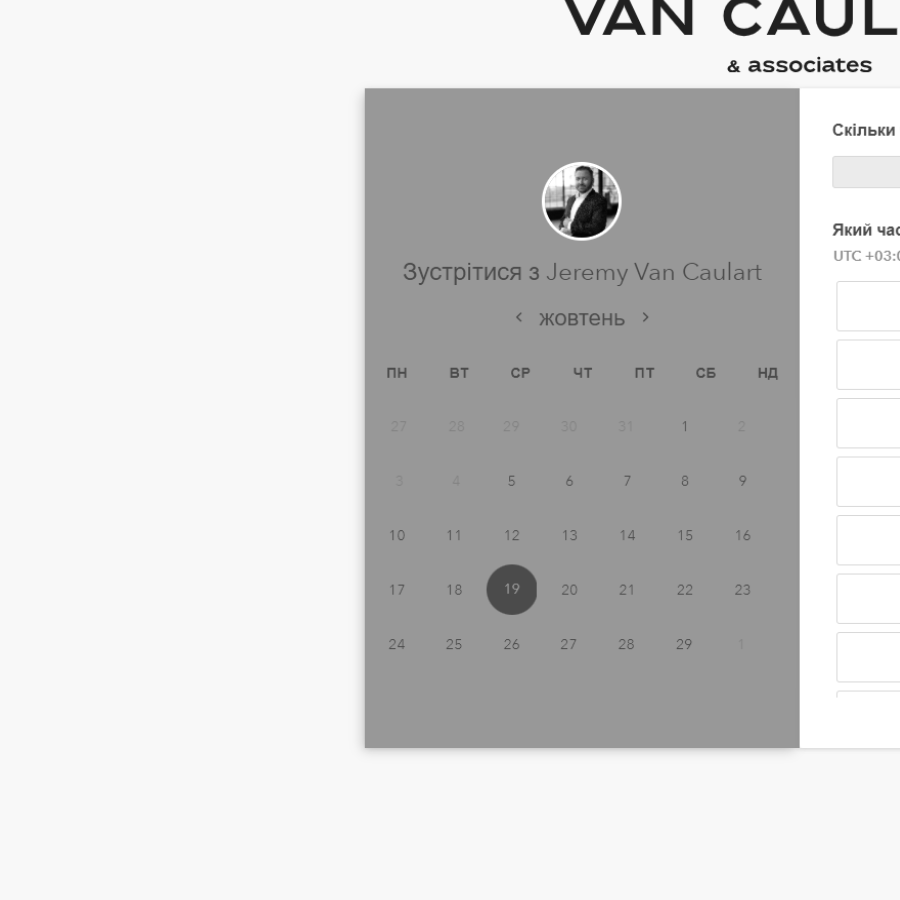 VAN CAUL
& associates
Зустрітися з Jeremy Van Caulart
жовтень
ПН ВТ СР ЧТ ПТ СБ НД
27 28 29 30 31 1 2
3 4 5 6 7 8 9
10 11 12 13 14 15 16
17 18 19 20 21 22 23
24 25 26 27 28 29 1
Скільки
Який час
UTC +03:0